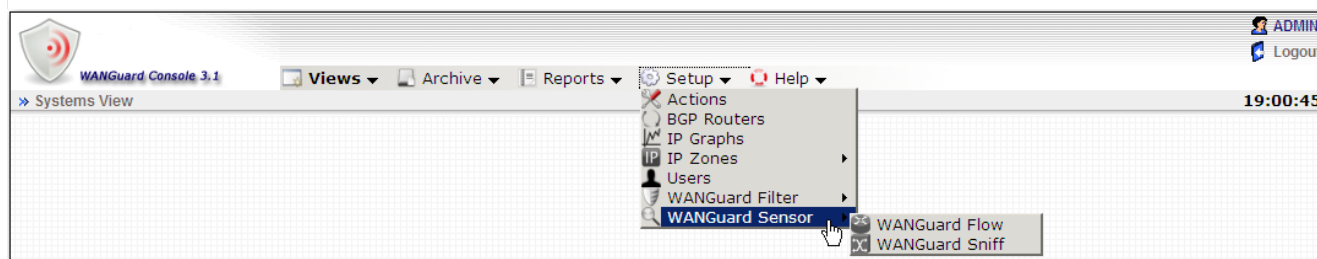 ADMIN
WANGuard Console 3.1 Views Archive Reports Setup Help Logout
» Systems View 19:00:45
Actions
BGP Routers
IP Graphs
IP IP Zones
Users
WANGuard Filter
WANGuard Sensor
WANGuard Flow
WANGuard Sniff